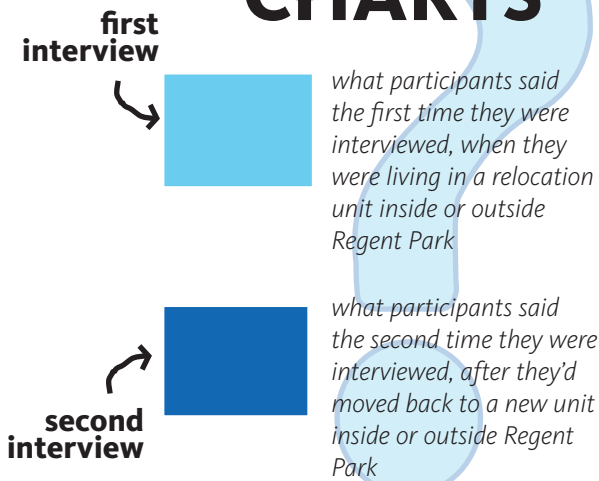 CHARTS
first
interview
what participants said
the first time they were
interviewed, when they
were living in a relocation
unit inside or outside
Regent Park
second
interview
what participants said
the second time they were
interviewed, after they’d
moved back to a new unit
inside or outside Regent
Park